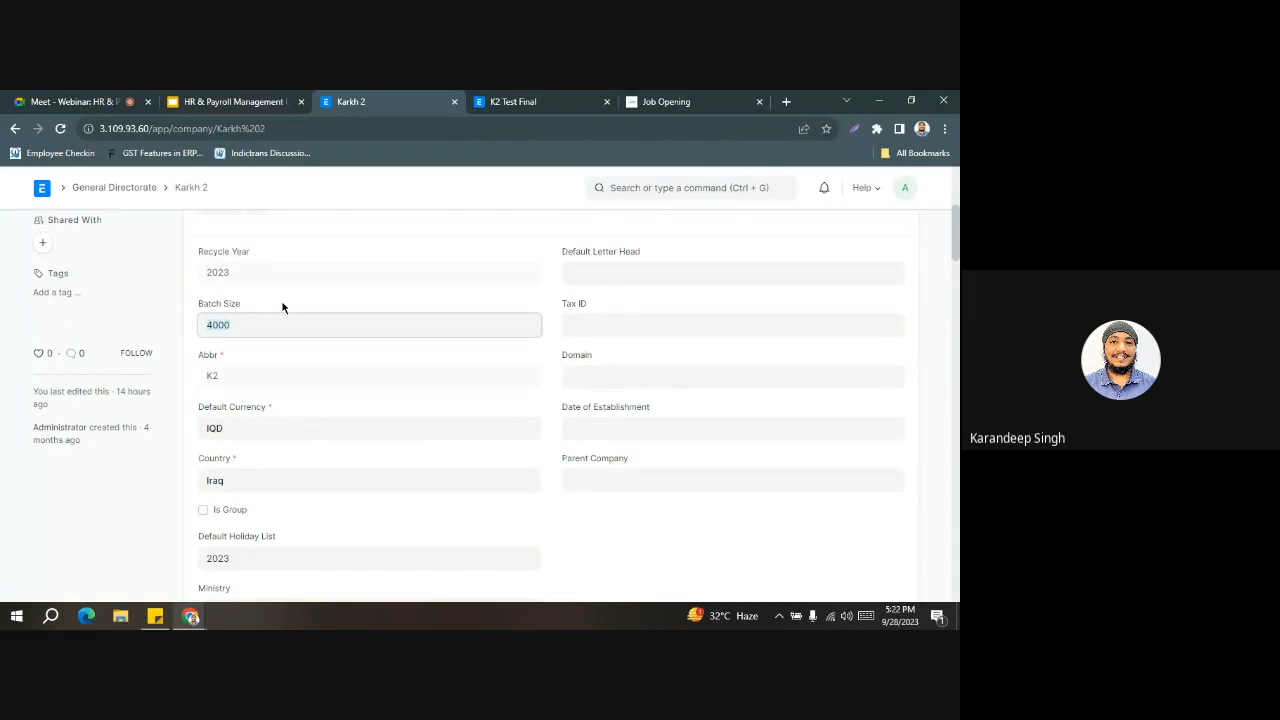 Meet - Webinar: HR & P
HR & Payroll Management
Karkh 2
K2 Test Final
Job Opening
3.109.93.60/app/company/Karkh%202
Employee Checkin
GST Features in ERP...
Indictrans Discussio...
All Bookmarks
E
General Directorate
Karkh 2
Search or type a command (Ctrl + G)
Help
A
Shared With
+
Tags
Add a tag ...
0 · 0
FOLLOW
You last edited this · 14 hours
ago
Administrator created this · 4
months ago
Recycle Year
2023
Batch Size
4000
Abbr *
K2
Default Currency *
IQD
Country *
Iraq
Is Group
Default Holiday List
2023
Ministry
Default Letter Head
Tax ID
Domain
Date of Establishment
Parent Company
Karandeep Singh
32°C Haze
5:22 PM
9/28/2023
1